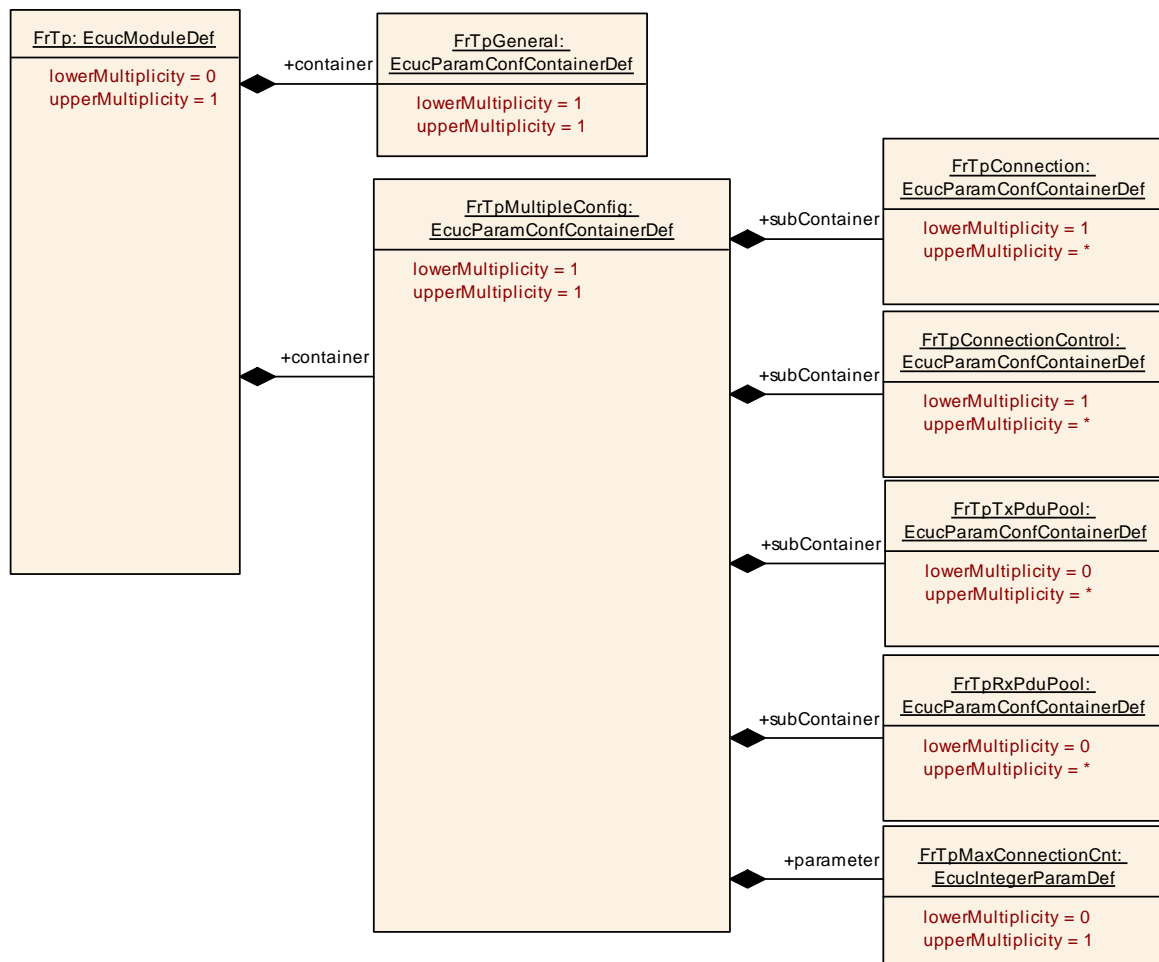 FrTp: EcucModuleDef
lowerMultiplicity = 0
upperMultiplicity = 1
+container
FrTpGeneral:
EcucParamConfContainerDef
lowerMultiplicity = 1
upperMultiplicity = 1
+container
FrTpMultipleConfig:
EcucParamConfContainerDef
lowerMultiplicity = 1
upperMultiplicity = 1
+subContainer
FrTpConnection:
EcucParamConfContainerDef
lowerMultiplicity = 1
upperMultiplicity = *
+subContainer
FrTpConnectionControl:
EcucParamConfContainerDef
lowerMultiplicity = 1
upperMultiplicity = *
+subContainer
FrTpTxPduPool:
EcucParamConfContainerDef
lowerMultiplicity = 0
upperMultiplicity = *
+subContainer
FrTpRxPduPool:
EcucParamConfContainerDef
lowerMultiplicity = 0
upperMultiplicity = *
+parameter
FrTpMaxConnectionCnt:
EcucIntegerParamDef
lowerMultiplicity = 0
upperMultiplicity = 1